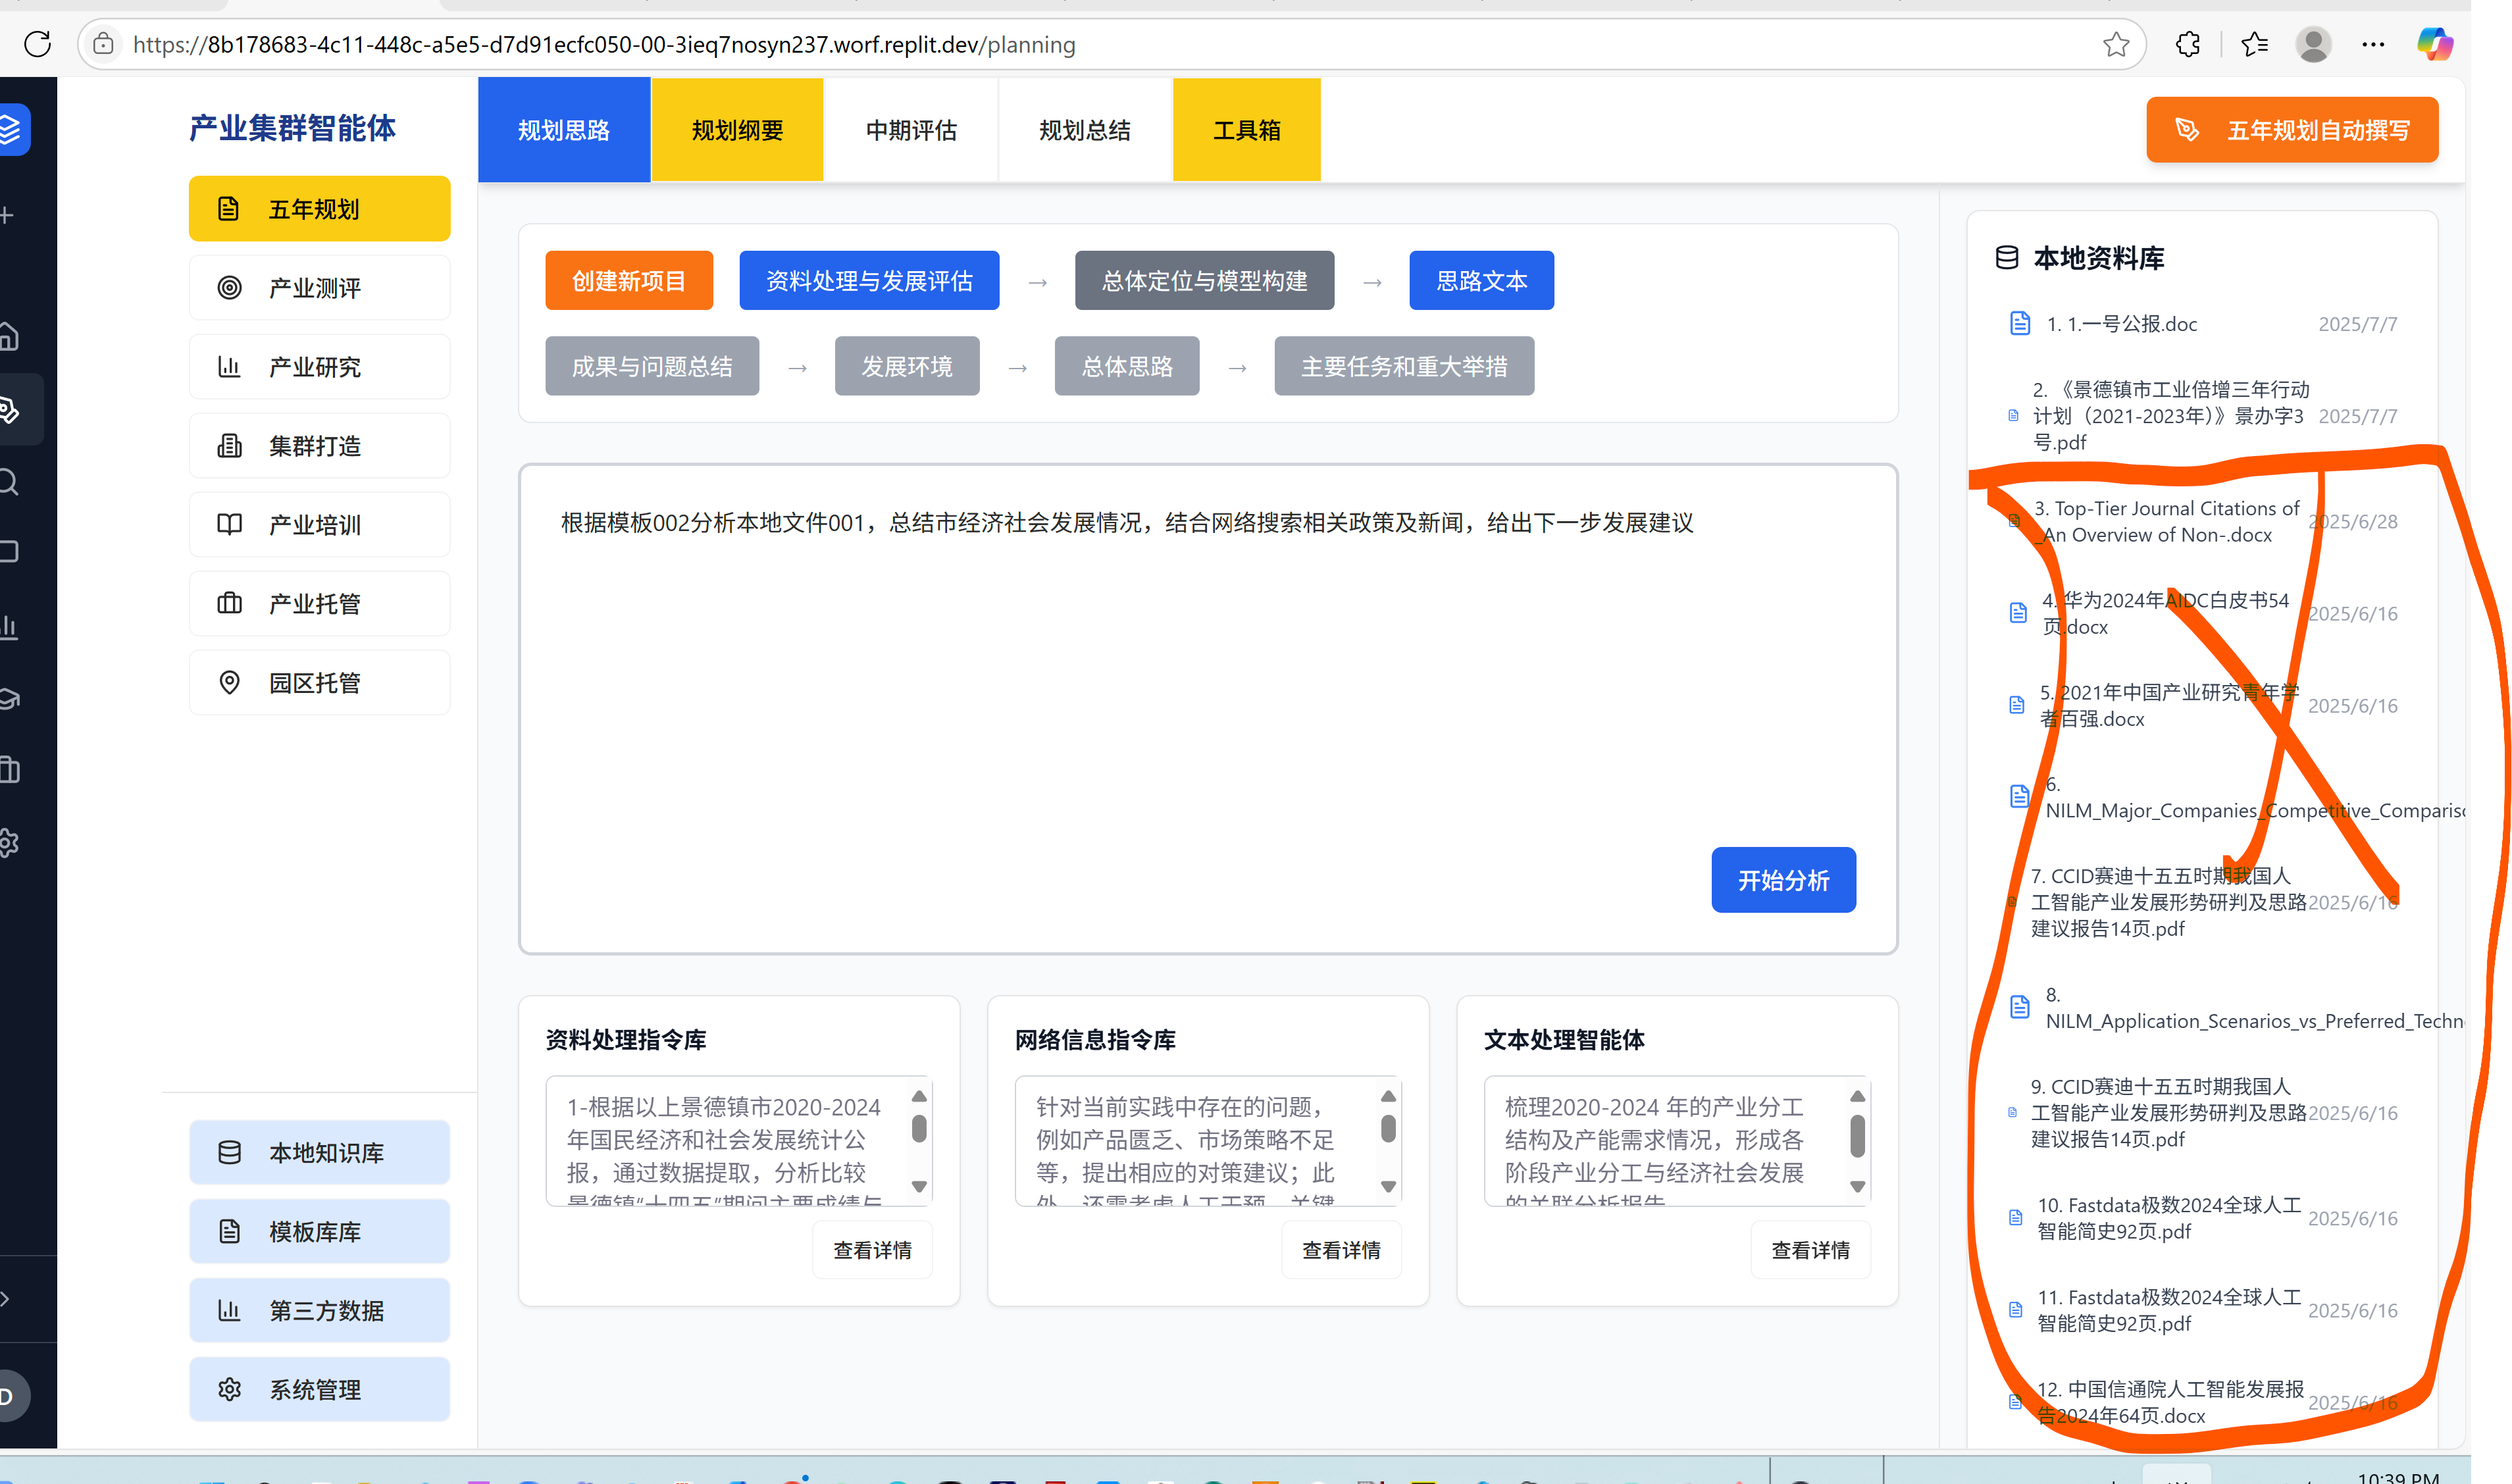 https://8b178683-4c11-448c-a5e5-d7d91ecfc050-00-3ieq7nosyn237.worf.replit.dev/planning
产业集群智能体
五年规划
产业测评
产业研究
集群打造
产业培训
产业托管
园区托管
本地知识库
模板库库
第三方数据
系统管理
D
规划思路
规划纲要
中期评估
规划总结
工具箱
五年规划自动撰写
创建新项目
资料处理与发展评估
→
总体定位与模型构建
→
思路文本
成果与问题总结
→
发展环境
→
总体思路
→
主要任务和重大举措
根据模板002分析本地文件001，总结市经济社会发展情况，结合网络搜索相关政策及新闻，给出下一步发展建议
开始分析
资料处理指令库
1-根据以上景德镇市2020-2024
年国民经济和社会发展统计公
报，通过数据提取，分析比较
景德镇“十四五”期间主要成绩与
查看详情
网络信息指令库
针对当前实践中存在的问题，
例如产品匮乏、市场策略不足
等，提出相应的对策建议；此
外，还需考虑人工干预、关键
查看详情
文本处理智能体
梳理2020-2024 年的产业分工
结构及产能需求情况，形成各
阶段产业分工与经济社会发展
的关联分析报告
查看详情
本地资料库
1. 1.一号公报.doc
2025/7/7
2. 《景德镇市工业倍增三年行动
计划（2021-2023年）》景办字3
号.pdf
2025/7/7
3. Top-Tier Journal Citations of
_An Overview of Non-.docx
2025/6/28
4. 华为2024年AIDC白皮书54
页.docx
2025/6/16
5. 2021年中国产业研究青年学
者百强.docx
2025/6/16
6.
NILM_Major_Companies_Competitive_Comparis
7. CCID赛迪十五五时期我国人
工智能产业发展形势研判及思路
建议报告14页.pdf
2025/6/16
8.
NILM_Application_Scenarios_vs_Preferred_Techn
9. CCID赛迪十五五时期我国人
工智能产业发展形势研判及思路
建议报告14页.pdf
2025/6/16
10. Fastdata极数2024全球人工
智能简史92页.pdf
2025/6/16
11. Fastdata极数2024全球人工
智能简史92页.pdf
2025/6/16
12. 中国信通院人工智能发展报
告2024年64页.docx
2025/6/16
10:39 PM